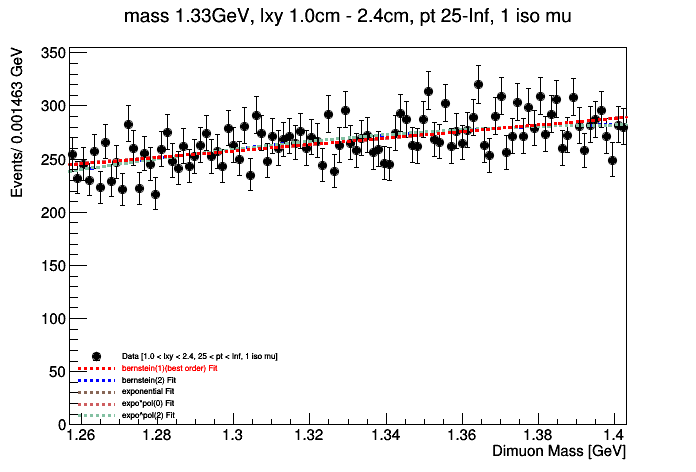 mass 1.33GeV, lxy 1.0cm - 2.4cm, pt 25-Inf, 1 iso mu
Events/ 0.001463 GeV
350
300
250
200
150
100
50
0
Data [1.0 < lxy < 2.4, 25 < pt < Inf, 1 iso mu]
bernstein(1)(best order) Fit
bernstein(2) Fit
exponential Fit
expo*pol(0) Fit
expo*pol(2) Fit
1.26 1.28 1.3 1.32 1.34 1.36 1.38 1.4
Dimuon Mass [GeV]